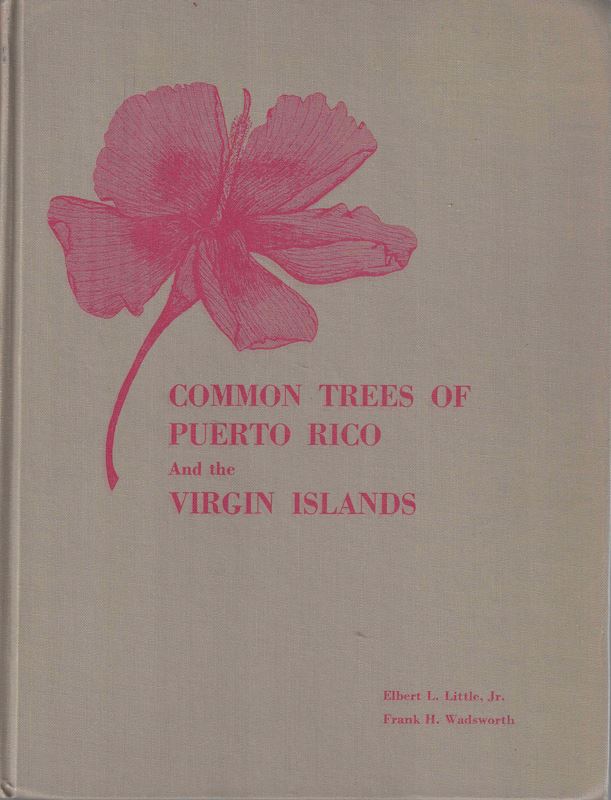 COMMON TREES OF
PUERTO RICO
And the
VIRGIN ISLANDS
Elbert L. Little, Jr.
Frank H. Wadsworth